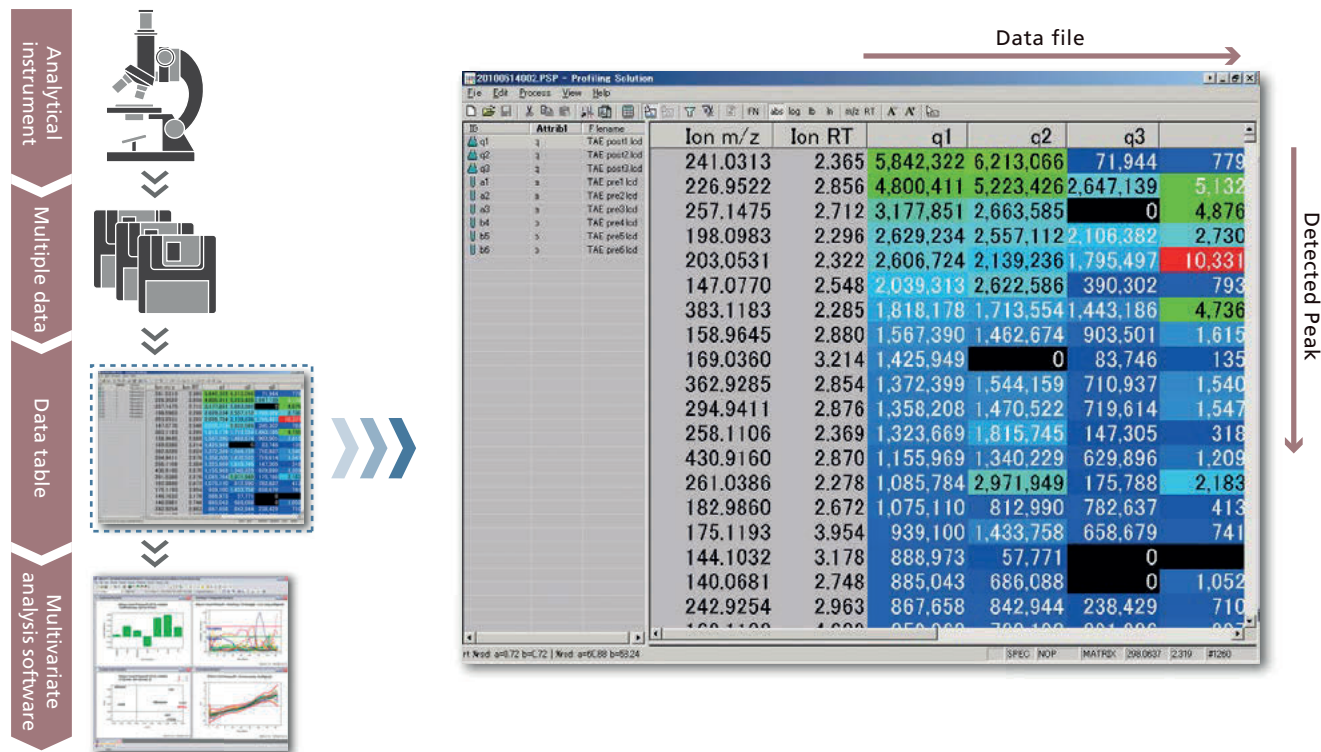 Analytical
instrument
Multiple data
Data table
Multivariate
analysis software
Data file
Detected Peak
20100514002.PSP - Profiling Solution
File Edit Process View Help
FN abs log lb ln m/z RT
ID Attrib1 Filename
q1 q TAE post1.lcd
q2 q TAE post2.lcd
q3 q TAE post3.lcd
a1 a TAE pre1.lcd
a2 a TAE pre2.lcd
a3 a TAE pre3.lcd
b4 TAE pre4.lcd
b5 TAE pre5.lcd
b6 TAE pre6.lcd
Ion m/z Ion RT q1 q2 q3
241.0313 2.365 5,842,322 6,213,066 71,944 779
226.9522 2.856 4,800,411 5,223,426 2,647,139 5,132
257.1475 2.712 3,177,851 2,663,585 0 4,876
198.0983 2.296 2,629,234 2,557,112 2,106,382 2,730
203.0531 2.322 2,606,724 2,139,236 1,795,497 10,331
147.0770 2.548 2,039,313 2,622,586 390,302 793
383.1183 2.285 1,818,178 1,713,554 1,443,186 4,736
158.9645 2.880 1,567,390 1,462,674 903,501 1,615
169.0360 3.214 1,425,949 0 83,746 135
362.9285 2.854 1,372,399 1,544,159 710,937 1,540
294.9411 2.876 1,358,208 1,470,522 719,614 1,547
258.1106 2.369 1,323,669 1,815,745 147,305 318
430.9160 2.870 1,155,969 1,340,229 629,896 1,209
261.0386 2.278 1,085,784 2,971,949 175,788 2,183
182.9860 2.672 1,075,110 812,990 782,637 413
175.1193 3.954 939,100 1,433,758 658,679 741
144.1032 3.178 888,973 57,771 0
140.0681 2.748 885,043 686,088 0 1,052
242.9254 2.963 867,658 842,944 238,429 710
SPEC NOP MATRIX 298.0637 2.319 #1260